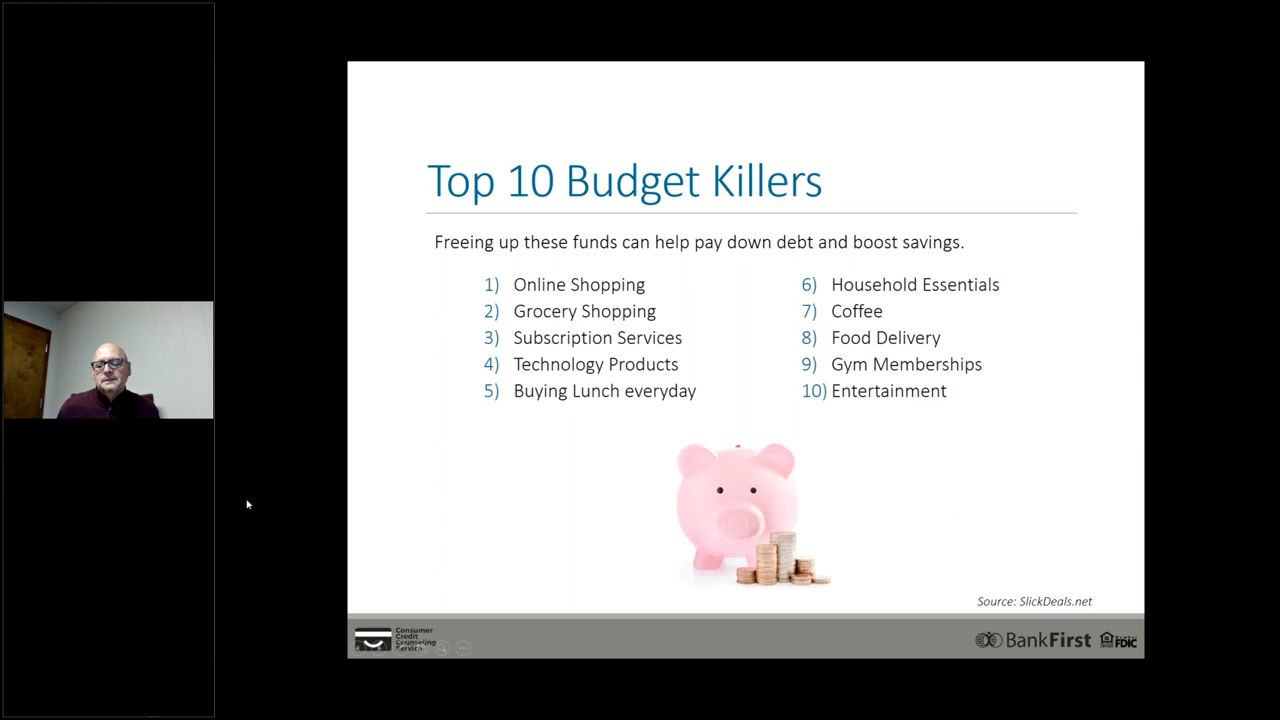 Top 10 Budget Killers
Freeing up these funds can help pay down debt and boost savings.
1) Online Shopping
2) Grocery Shopping
3) Subscription Services
4) Technology Products
5) Buying Lunch everyday
6) Household Essentials
7) Coffee
8) Food Delivery
9) Gym Memberships
10) Entertainment
Source: SlickDeals.net
Consumer
Credit
Counseling
Service
BankFirst
FDIC